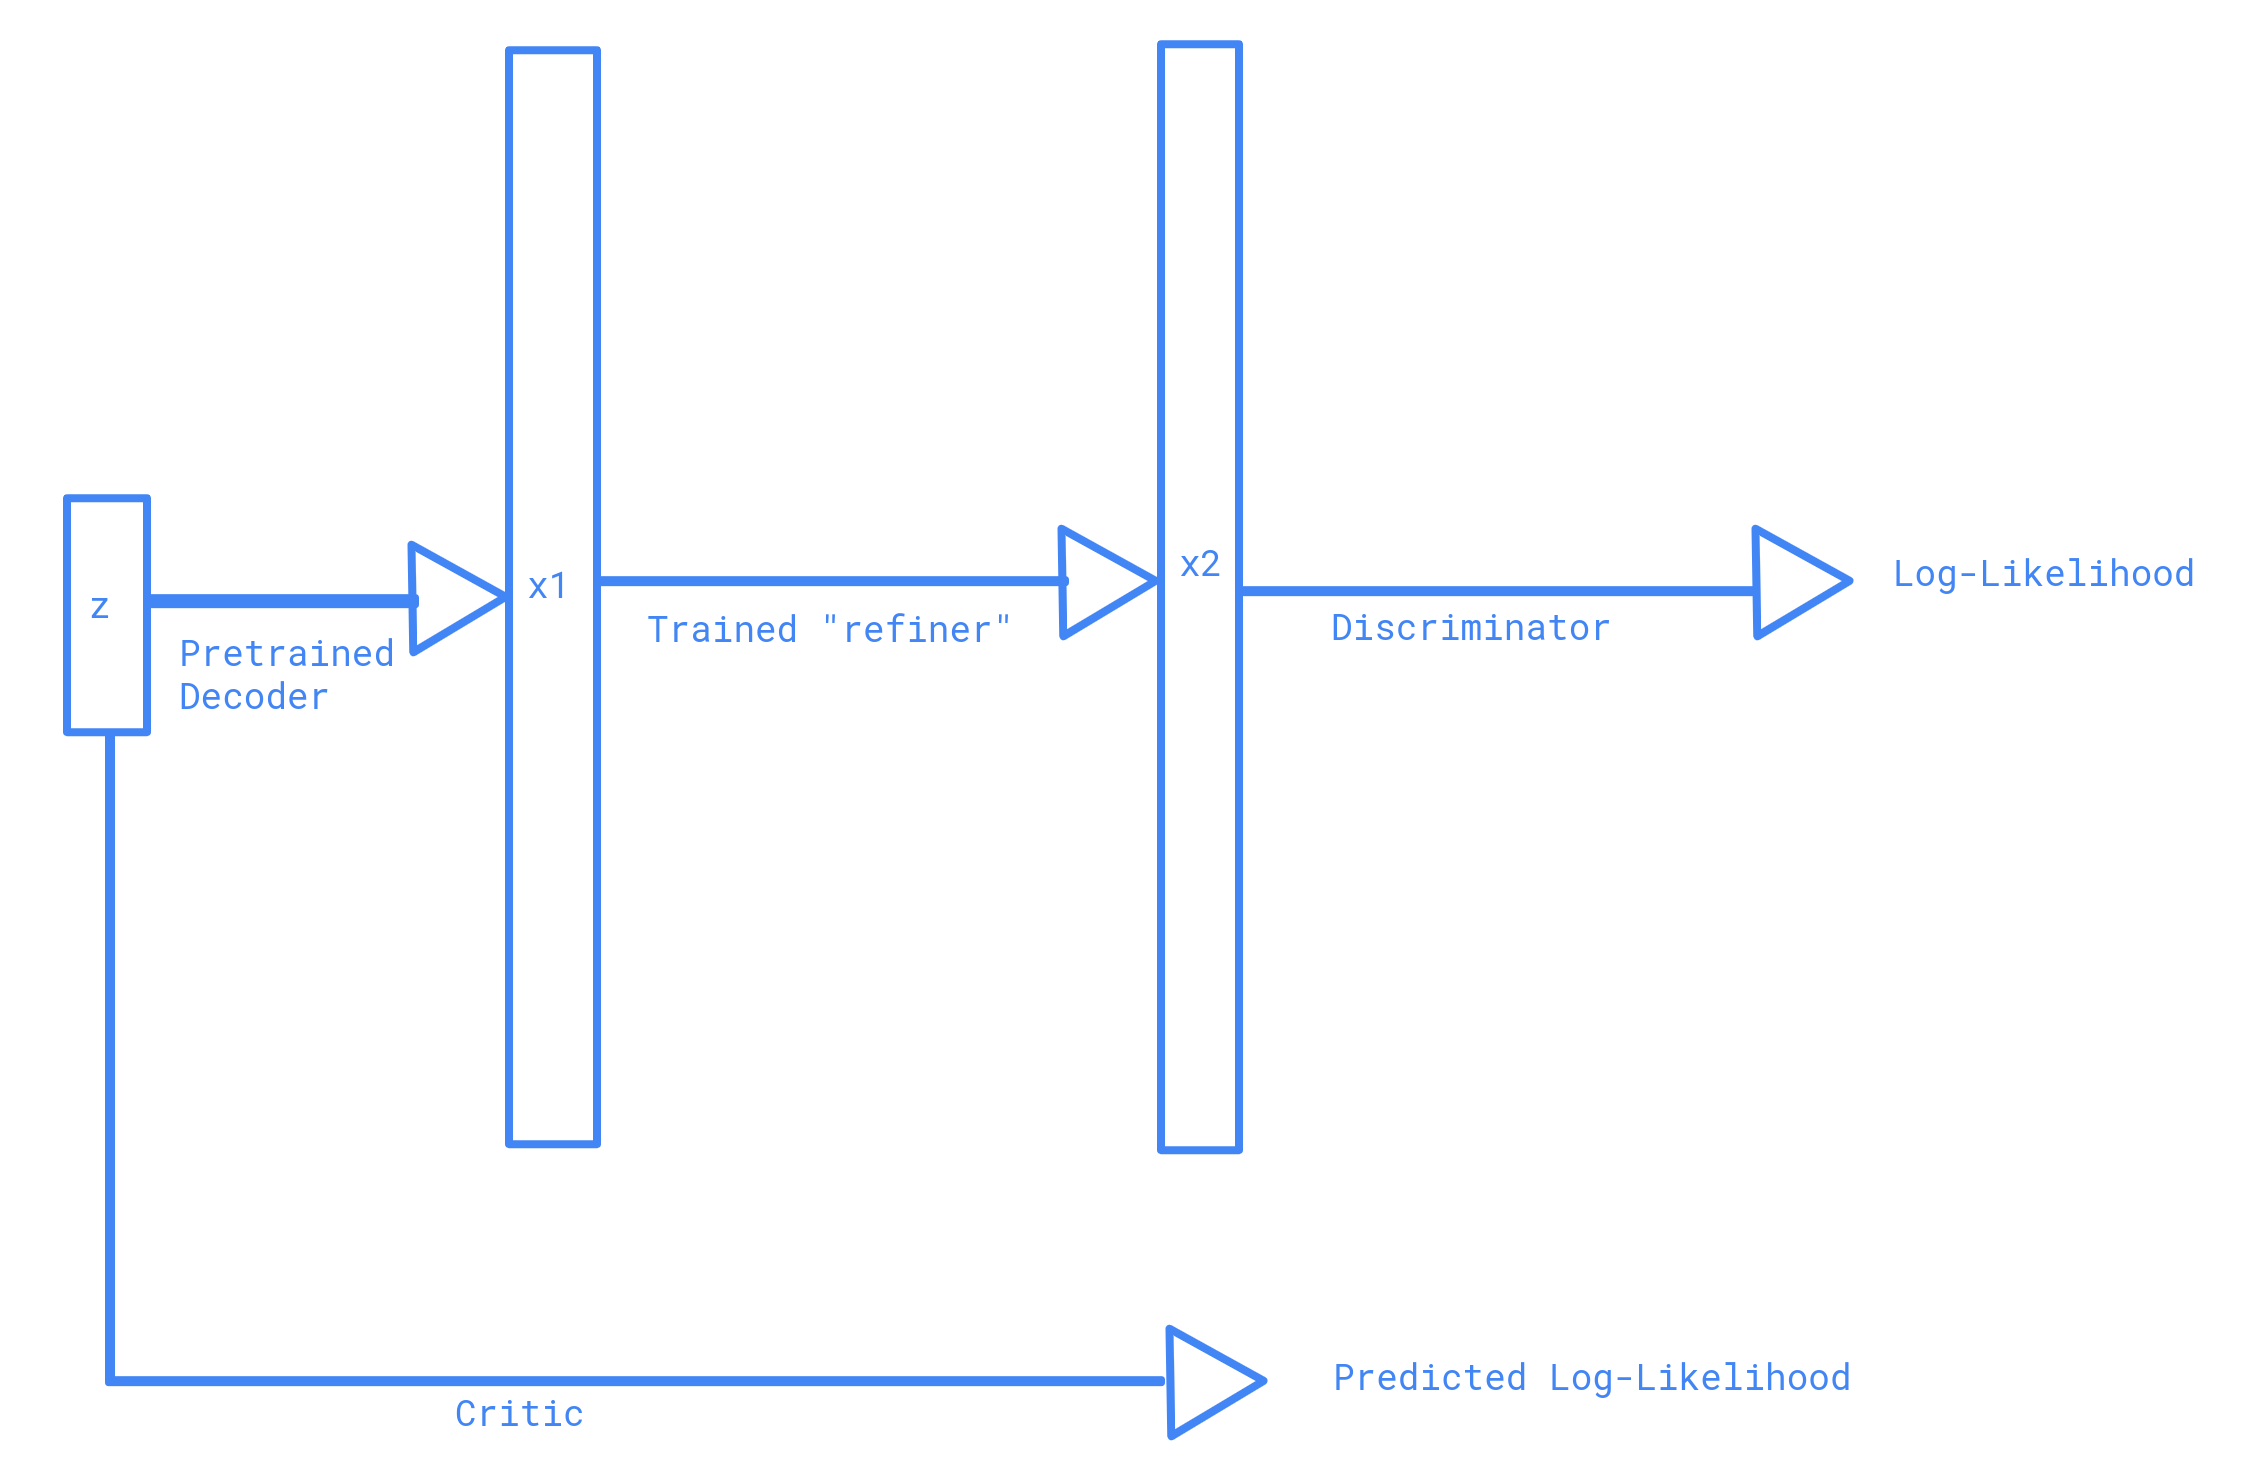 z
Pretrained
Decoder
x1
Trained "refiner"
x2
Discriminator
Log-Likelihood
Critic
Predicted Log-Likelihood